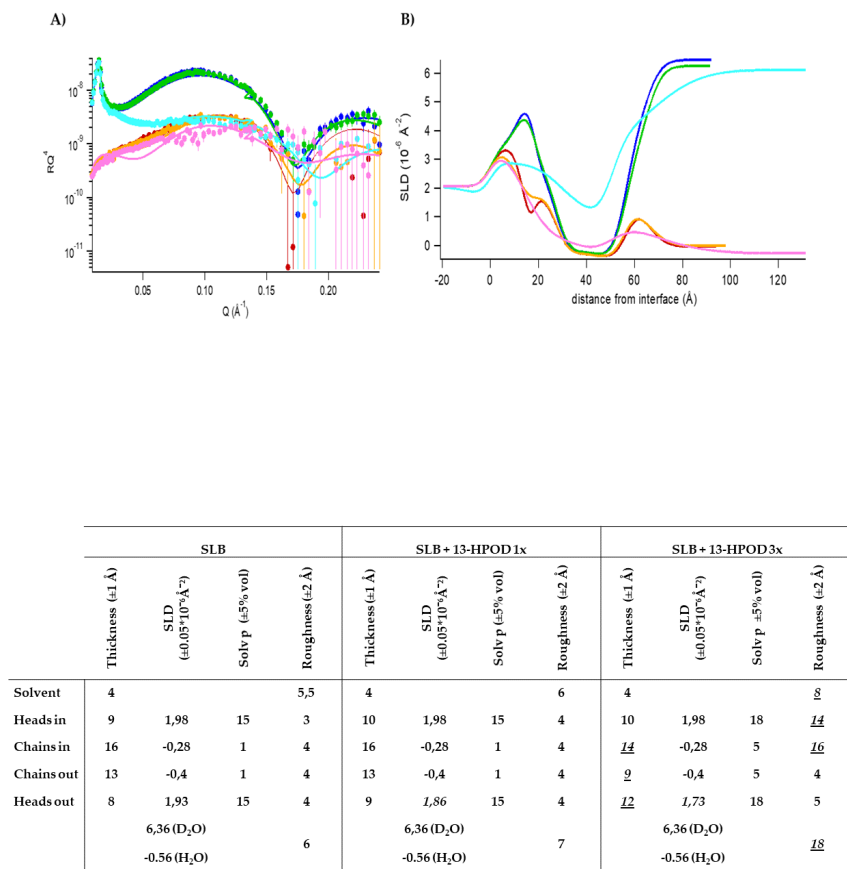 A)
B)
10⁻⁸
10⁻⁹
10⁻¹⁰
10⁻¹¹
RQ⁴
0.05
0.10
0.15
0.20
Q (Å⁻¹)
6
5
4
3
2
1
0
SLD (10⁻⁶ Å⁻²)
-20
0
20
40
60
80
100
120
distance from interface (Å)
SLB
SLB + 13-HPOD 1x
SLB + 13-HPOD 3x
Thickness (±1 Å)
SLD (±0.05*10⁻⁶Å⁻²)
Solv p (±5% vol)
Roughness (±2 Å)
Thickness (±1 Å)
SLD (±0.05*10⁻⁶Å⁻²)
Solv p (±5% vol)
Roughness (±2 Å)
Thickness (±1 Å)
SLD (±0.05*10⁻⁶Å⁻²)
Solv p ±5% vol)
Roughness (±2 Å)
Solvent 4 5,5 4 6 4 8
Heads in 9 1,98 15 3 10 1,98 15 4 10 1,98 18 14
Chains in 16 -0,28 1 4 16 -0,28 1 4 14 -0,28 5 16
Chains out 13 -0,4 1 4 13 -0,4 1 4 9 -0,4 5 4
Heads out 8 1,93 15 4 9 1,86 15 4 12 1,73 18 5
6,36 (D₂O) 6,36 (D₂O) 6,36 (D₂O)
6 7 18
-0.56 (H₂O) -0.56 (H₂O) -0.56 (H₂O)